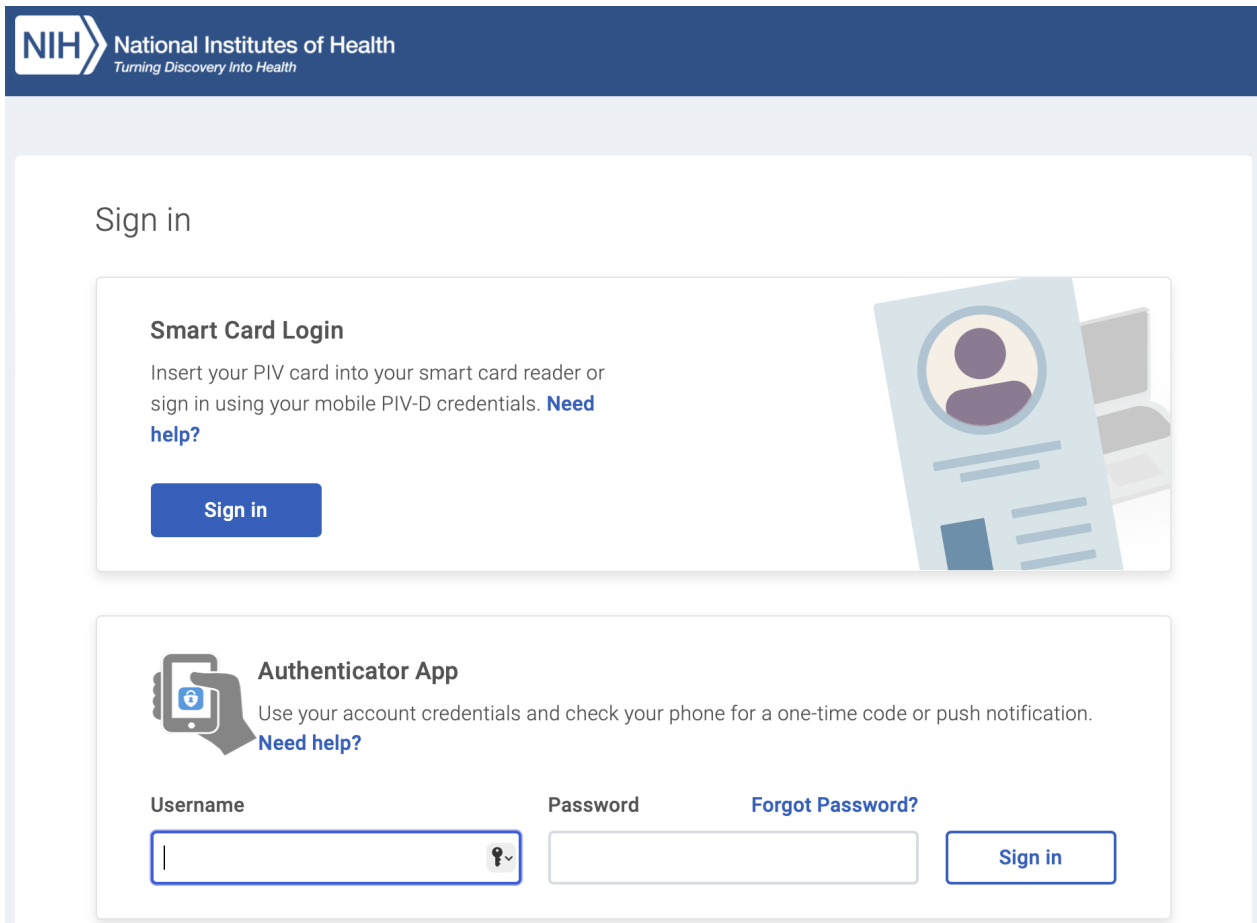 NIH
National Institutes of Health
Turning Discovery Into Health
Sign in
Smart Card Login
Insert your PIV card into your smart card reader or
sign in using your mobile PIV-D credentials. Need
help?
Sign in
Authenticator App
Use your account credentials and check your phone for a one-time code or push notification.
Need help?
Username
Password
Forgot Password?
Sign in